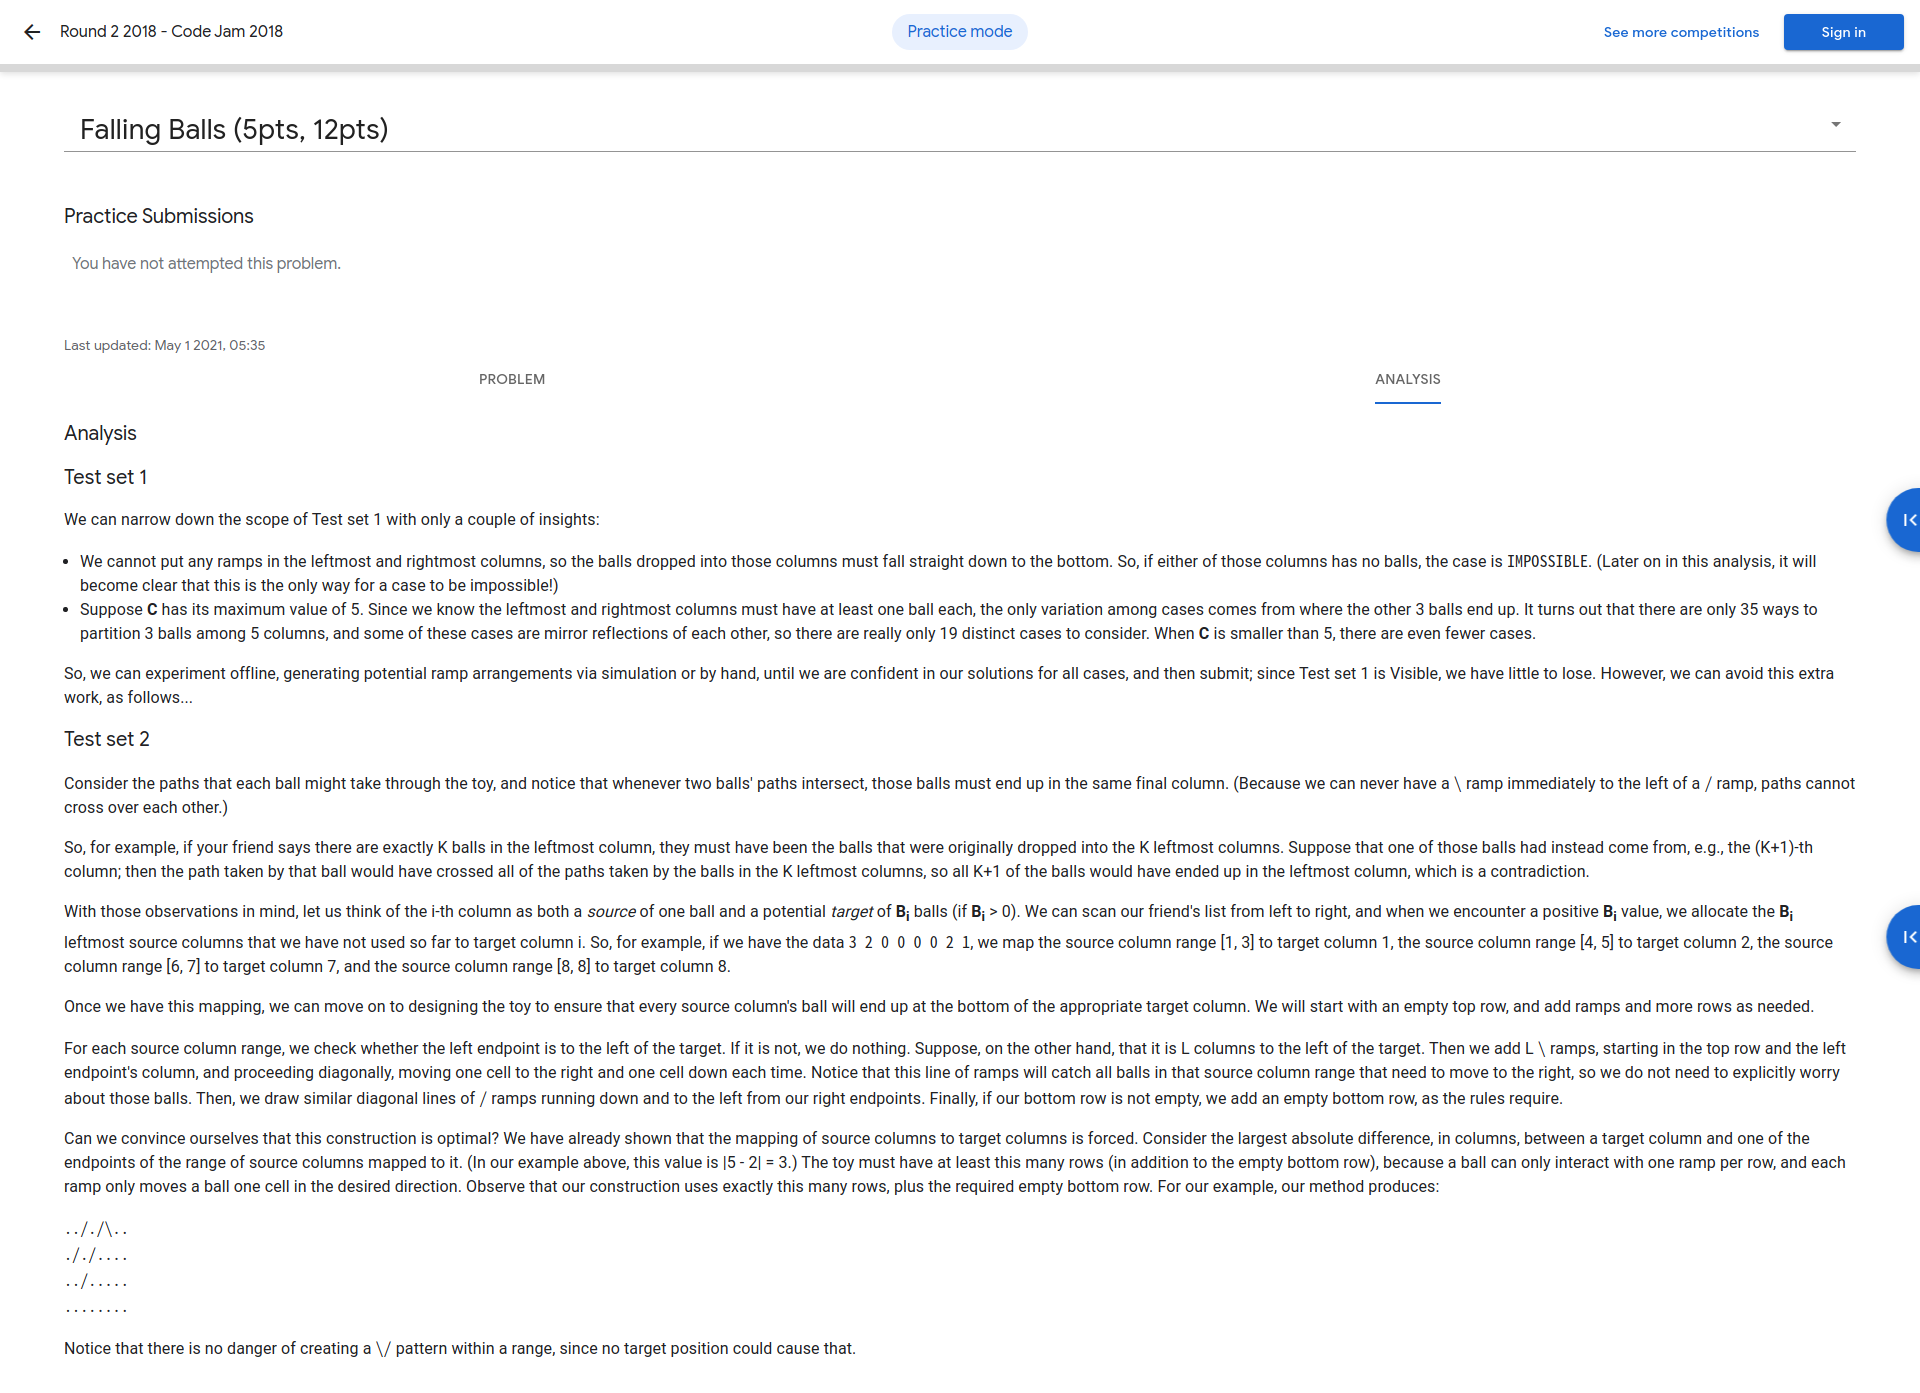 Round 2 2018 - Code Jam 2018
Practice mode
See more competitions
Sign in
Falling Balls (5pts, 12pts)
Practice Submissions
You have not attempted this problem.
Last updated: May 1 2021, 05:35
PROBLEM
ANALYSIS
Analysis
Test set 1
We can narrow down the scope of Test set 1 with only a couple of insights:
• We cannot put any ramps in the leftmost and rightmost columns, so the balls dropped into those columns must fall straight down to the bottom. So, if either of those columns has no balls, the case is IMPOSSIBLE. (Later on in this analysis, it will
become clear that this is the only way for a case to be impossible!)
• Suppose C has its maximum value of 5. Since we know the leftmost and rightmost columns must have at least one ball each, the only variation among cases comes from where the other 3 balls end up. It turns out that there are only 35 ways to
partition 3 balls among 5 columns, and some of these cases are mirror reflections of each other, so there are really only 19 distinct cases to consider. When C is smaller than 5, there are even fewer cases.
So, we can experiment offline, generating potential ramp arrangements via simulation or by hand, until we are confident in our solutions for all cases, and then submit; since Test set 1 is Visible, we have little to lose. However, we can avoid this extra
work, as follows...
Test set 2
Consider the paths that each ball might take through the toy, and notice that whenever two balls' paths intersect, those balls must end up in the same final column. (Because we can never have a \ ramp immediately to the left of a / ramp, paths cannot
cross over each other.)
So, for example, if your friend says there are exactly K balls in the leftmost column, they must have been the balls that were originally dropped into the K leftmost columns. Suppose that one of those balls had instead come from, e.g., the (K+1)-th
column; then the path taken by that ball would have crossed all of the paths taken by the balls in the K leftmost columns, so all K+1 of the balls would have ended up in the leftmost column, which is a contradiction.
With those observations in mind, let us think of the i-th column as both a source of one ball and a potential target of Bi balls (if Bi > 0). We can scan our friend's list from left to right, and when we encounter a positive Bi value, we allocate the Bi
leftmost source columns that we have not used so far to target column i. So, for example, if we have the data 3 2 0 0 0 0 2 1, we map the source column range [1, 3] to target column 1, the source column range [4, 5] to target column 2, the source
column range [6, 7] to target column 7, and the source column range [8, 8] to target column 8.
Once we have this mapping, we can move on to designing the toy to ensure that every source column's ball will end up at the bottom of the appropriate target column. We will start with an empty top row, and add ramps and more rows as needed.
For each source column range, we check whether the left endpoint is to the left of the target. If it is not, we do nothing. Suppose, on the other hand, that it is L columns to the left of the target. Then we add L \ ramps, starting in the top row and the left
endpoint's column, and proceeding diagonally, moving one cell to the right and one cell down each time. Notice that this line of ramps will catch all balls in that source column range that need to move to the right, so we do not need to explicitly worry
about those balls. Then, we draw similar diagonal lines of / ramps running down and to the left from our right endpoints. Finally, if our bottom row is not empty, we add an empty bottom row, as the rules require.
Can we convince ourselves that this construction is optimal? We have already shown that the mapping of source columns to target columns is forced. Consider the largest absolute difference, in columns, between a target column and one of the
endpoints of the range of source columns mapped to it. (In our example above, this value is |5 - 2| = 3.) The toy must have at least this many rows (in addition to the empty bottom row), because a ball can only interact with one ramp per row, and each
ramp only moves a ball one cell in the desired direction. Observe that our construction uses exactly this many rows, plus the required empty bottom row. For our example, our method produces:
.././\..
././....
../.....
........
Notice that there is no danger of creating a \/ pattern within a range, since no target position could cause that.